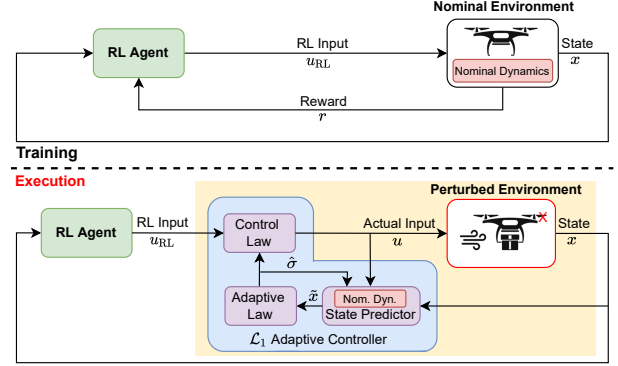 Nominal Environment
RL Agent
RL Input
u_RL
State
x
Nominal Dynamics
Reward
r
Training
Execution
Perturbed Environment
RL Agent
RL Input
u_RL
Control
Law
Actual Input
u
State
x
σ̂
Adaptive
Law
x̃
Nom. Dyn.
State Predictor
ℒ₁ Adaptive Controller